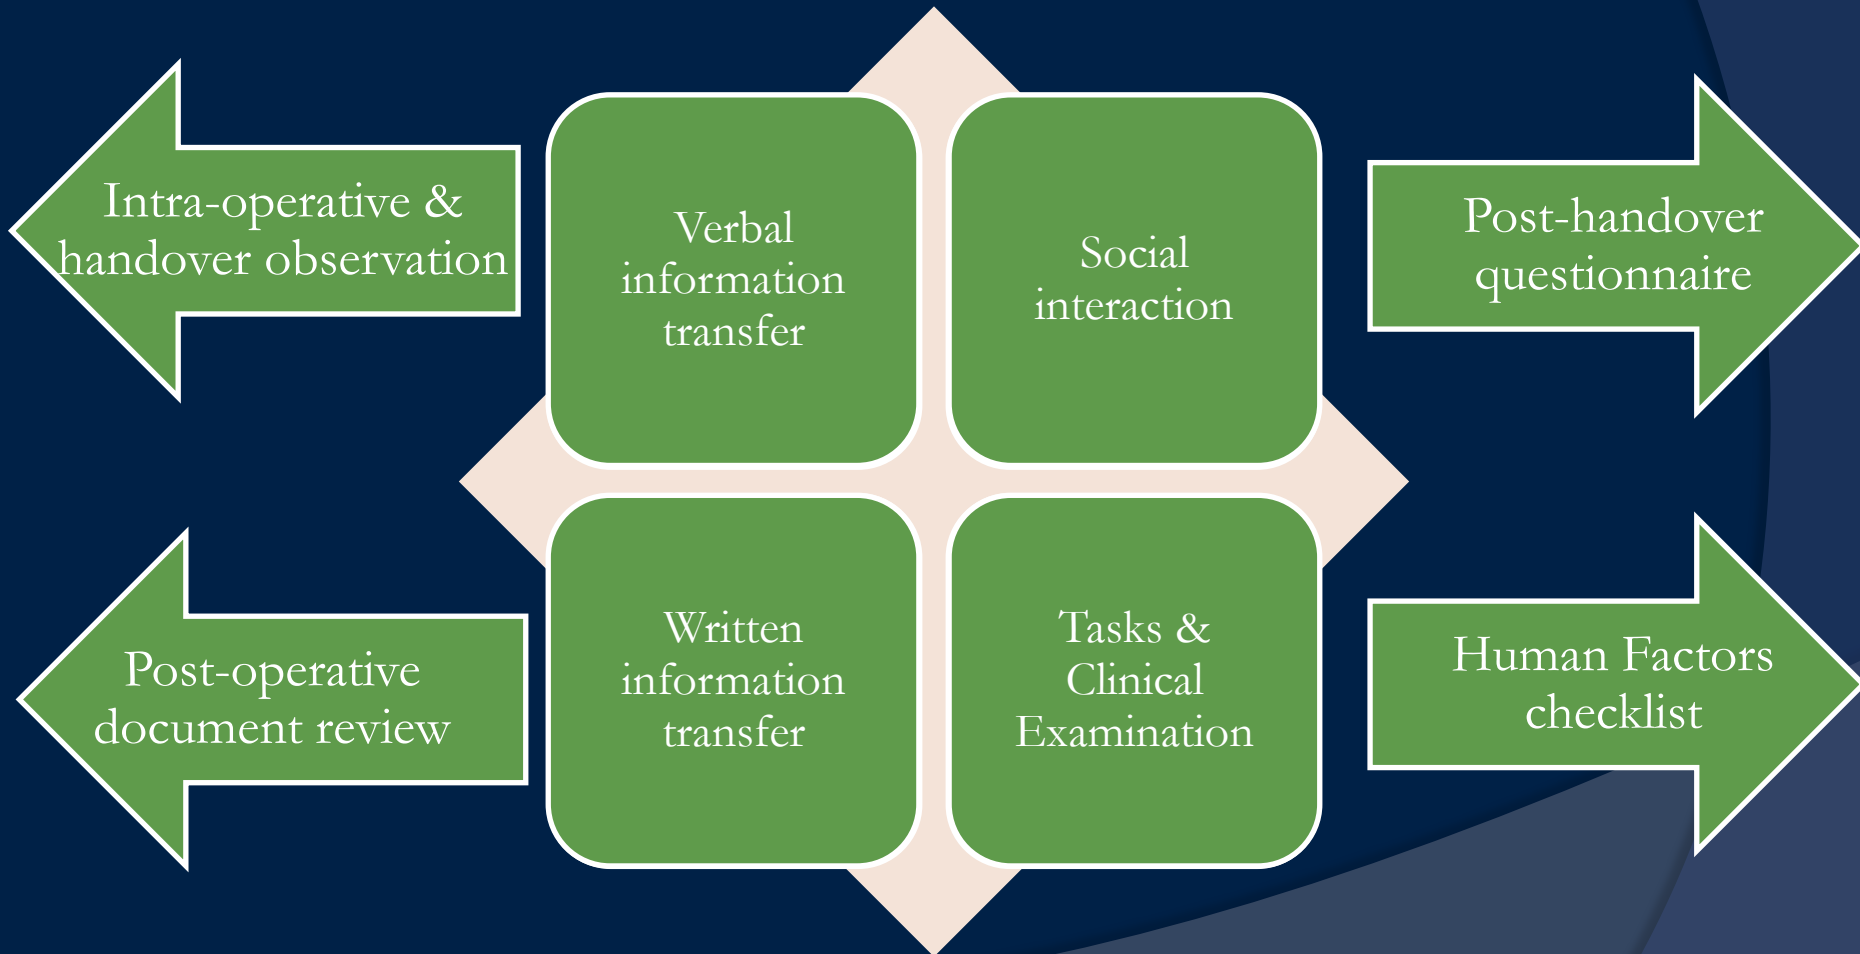 Intra-operative &
handover observation
Verbal
information
transfer
Social
interaction
Post-handover
questionnaire
Post-operative
document review
Written
information
transfer
Tasks &
Clinical
Examination
Human Factors
checklist